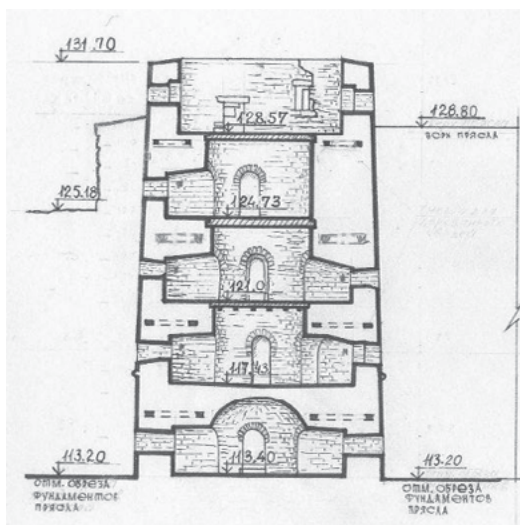 131.70
128.57
128.80
ВЕРХ ПРЯСЛА
125.18
124.73
121.0
117.43
113.20
113.40
113.20
ОТМ. ОБРЕЗА
ФУНДАМЕНТОВ
ПРЯСЛА
ОТМ. ОБРЕЗА
ФУНДАМЕНТОВ
ПРЯСЛА